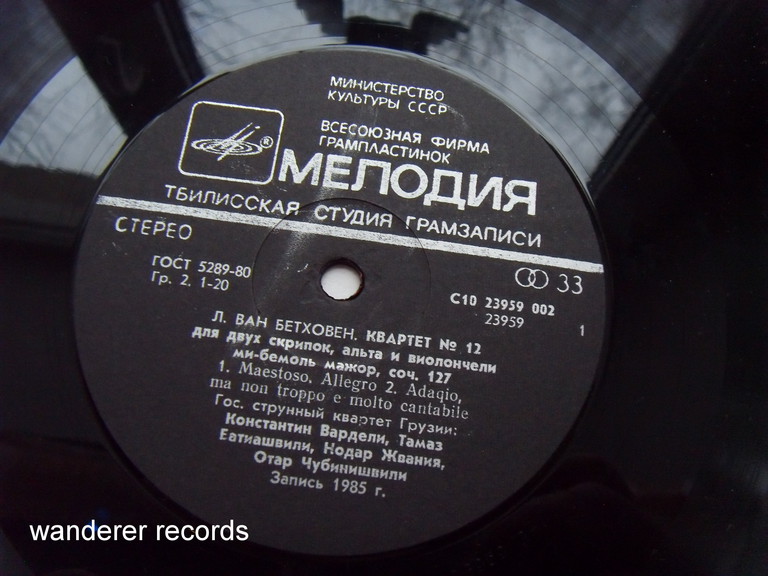 МИНИСТЕРСТВО
КУЛЬТУРЫ СССР
ВСЕСОЮЗНАЯ ФИРМА
ГРАМПЛАСТИНОК
®
МЕЛОДИЯ
ТБИЛИССКАЯ СТУДИЯ ГРАМЗАПИСИ
СТЕРЕО
33
ГОСТ 5289-80
Гр. 2. 1-20
С10 23959 002
23959
1
Л. ВАН БЕТХОВЕН. КВАРТЕТ № 12
для двух скрипок, альта и виолончели
ми-бемоль мажор, соч. 127
1. Maestoso, Allegro 2. Adaqio,
ma non troppo e molto cantabile
Гос. струнный квартет Грузии:
Константин Вардели, Тамаз
Еатиашвили, Нодар Жвания,
Отар Чубинишвили
Запись 1985 г.
wanderer records